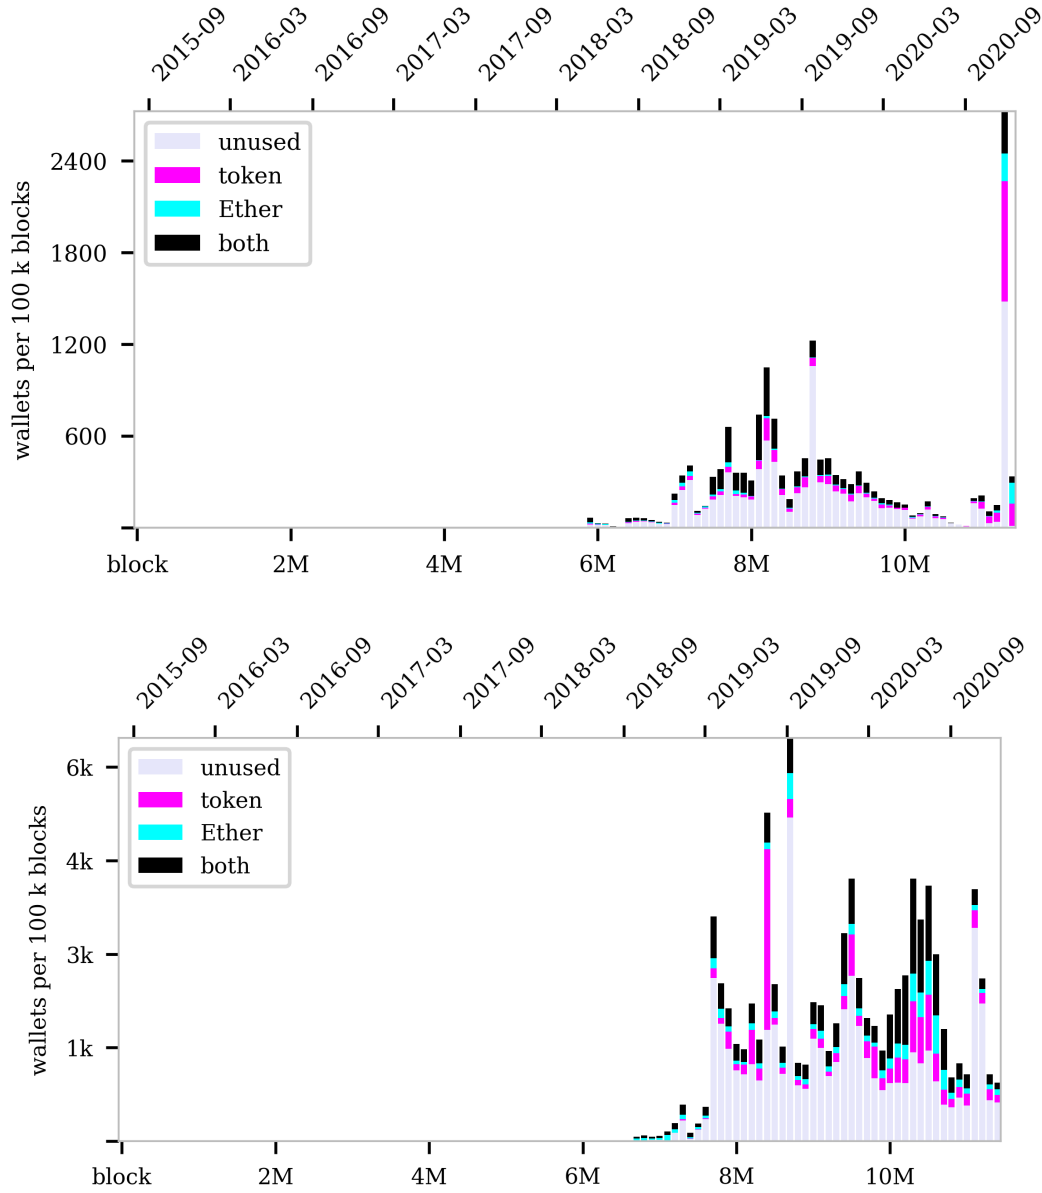 2015-09 2016-03 2016-09 2017-03 2017-09 2018-03 2018-09 2019-03 2019-09 2020-03 2020-09
unused
token
Ether
both
2400
1800
1200
600
wallets per 100 k blocks
block 2M 4M 6M 8M 10M
2015-09 2016-03 2016-09 2017-03 2017-09 2018-03 2018-09 2019-03 2019-09 2020-03 2020-09
unused
token
Ether
both
6k
4k
3k
1k
wallets per 100 k blocks
block 2M 4M 6M 8M 10M